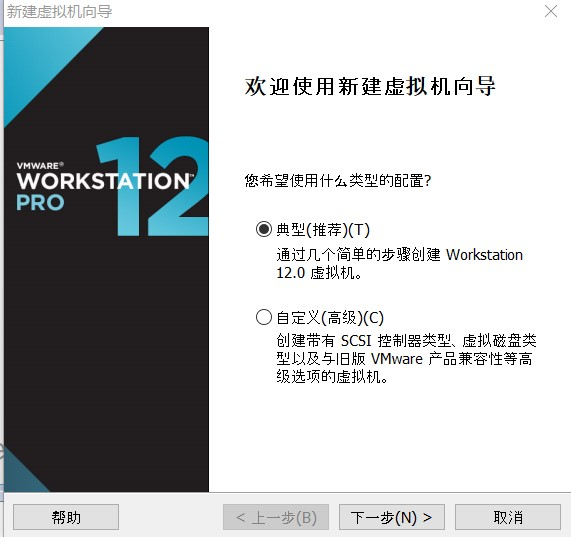 新建虚拟机向导
VMWARE®
WORKSTATION™
PRO
12
欢迎使用新建虚拟机向导
您希望使用什么类型的配置?
典型(推荐)(T)
通过几个简单的步骤创建 Workstation
12.0 虚拟机。
自定义(高级)(C)
创建带有 SCSI 控制器类型、虚拟磁盘类
型以及与旧版 VMware 产品兼容性等高
级选项的虚拟机。
帮助
< 上一步(B)
下一步(N) >
取消